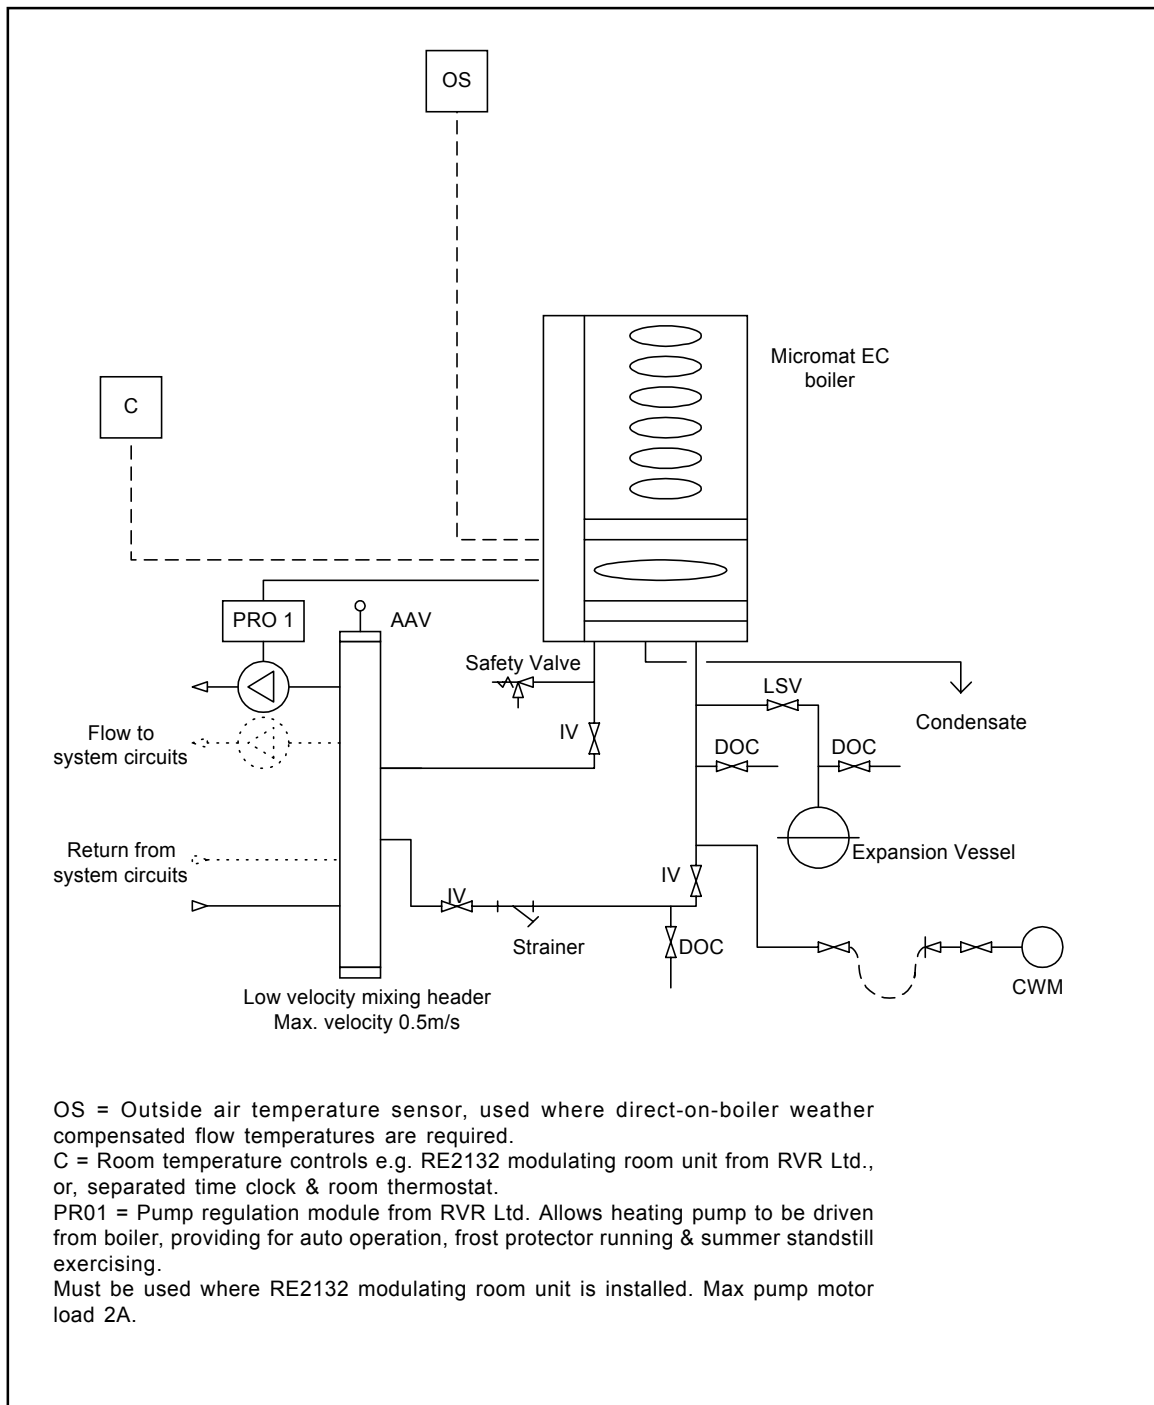 OS
Micromat EC
boiler
C
PRO 1
AAV
Safety Valve
LSV
Condensate
Flow to
system circuits
IV
DOC
DOC
Return from
system circuits
Expansion Vessel
IV
IV
Strainer
DOC
CWM
Low velocity mixing header
Max. velocity 0.5m/s
OS = Outside air temperature sensor, used where direct-on-boiler weather
compensated flow temperatures are required.
C = Room temperature controls e.g. RE2132 modulating room unit from RVR Ltd.,
or, separated time clock & room thermostat.
PR01 = Pump regulation module from RVR Ltd. Allows heating pump to be driven
from boiler, providing for auto operation, frost protector running & summer standstill
exercising.
Must be used where RE2132 modulating room unit is installed. Max pump motor
load 2A.